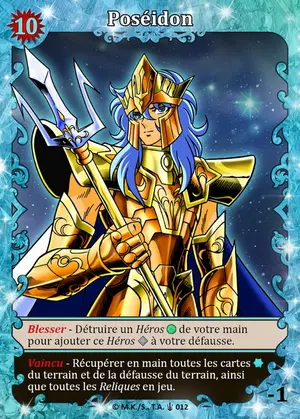 Poséidon
10
Blesser - Détruire un Héros de votre main
pour ajouter ce Héros à votre défausse.
Vaincu - Récupérer en main toutes les cartes
du terrain et de la défausse du terrain, ainsi
que toutes les Reliques en jeu.
-1
© M.K./S., T.A. 012